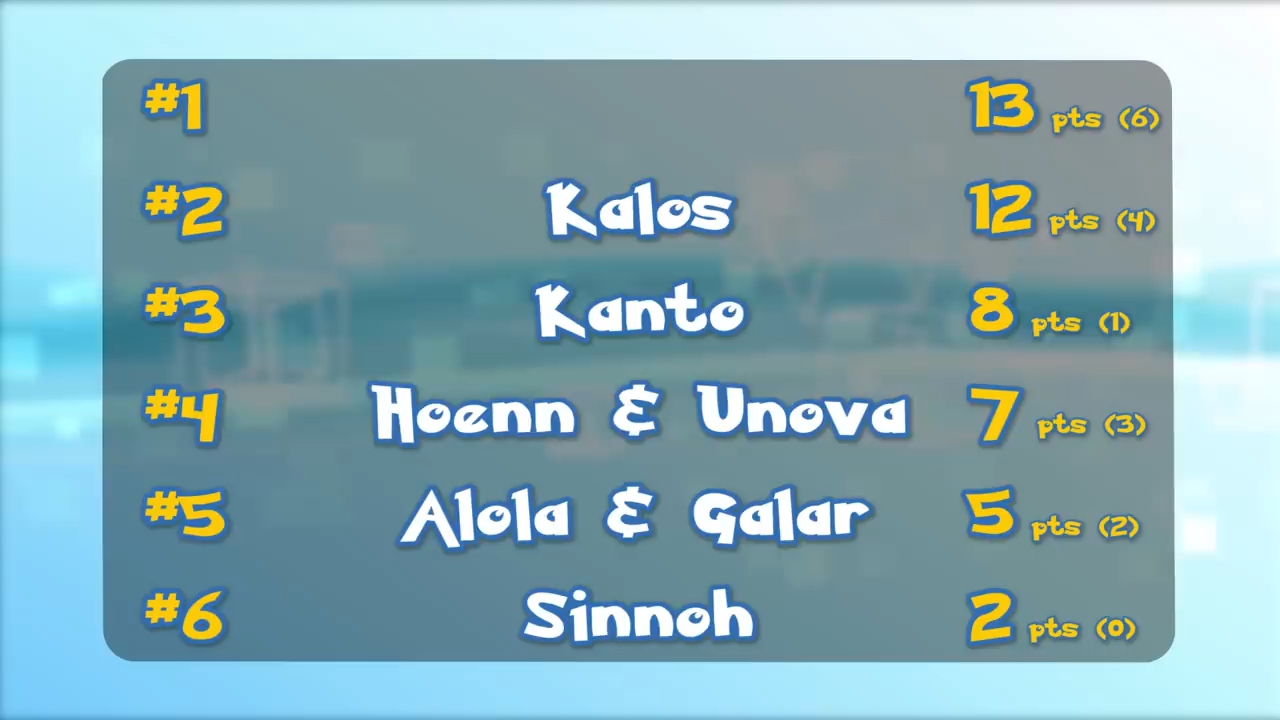 #1 13 pts (6)
#2 Kalos 12 pts (4)
#3 Kanto 8 pts (1)
#4 Hoenn & Unova 7 pts (3)
#5 Alola & Galar 5 pts (2)
#6 Sinnoh 2 pts (0)